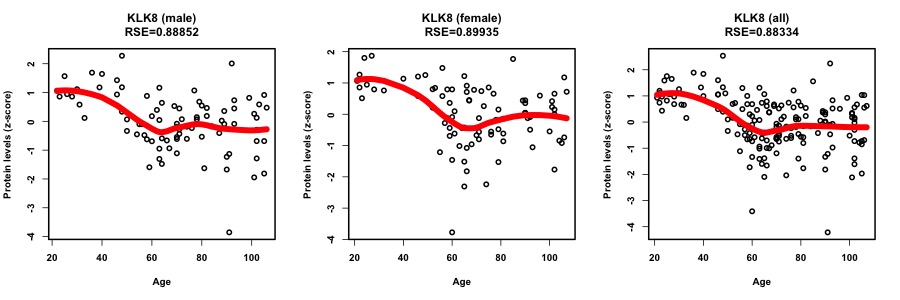 KLK8 (male)
RSE=0.88852
Protein levels (z-score)
2
1
0
-1
-2
-3
-4
20 40 60 80 100
Age
KLK8 (female)
RSE=0.89935
Protein levels (z-score)
2
1
0
-1
-2
-3
-4
20 40 60 80 100
Age
KLK8 (all)
RSE=0.88334
Protein levels (z-score)
2
1
0
-1
-2
-3
-4
20 40 60 80 100
Age